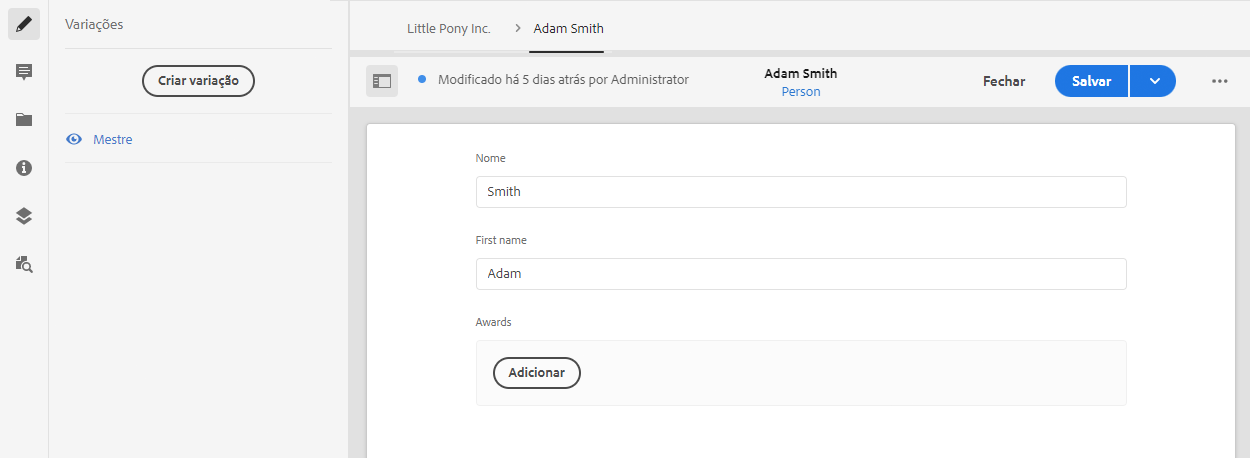 Variações
Criar variação
Mestre
Little Pony Inc.
Adam Smith
Modificado há 5 dias atrás por Administrator
Adam Smith
Person
Fechar
Salvar
Nome
Smith
First name
Adam
Awards
Adicionar